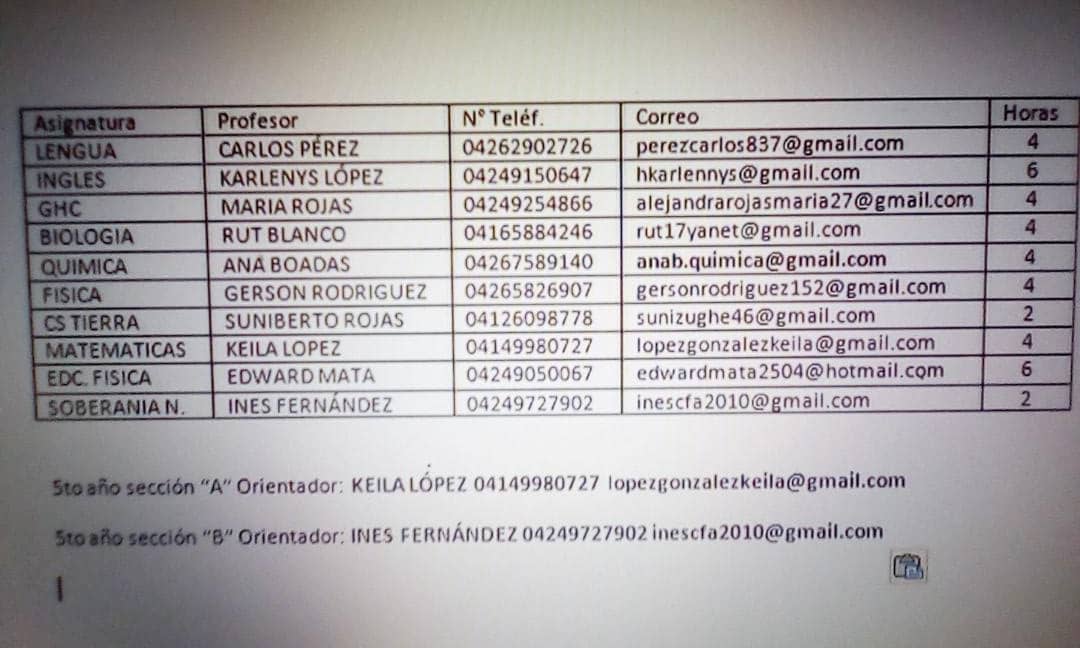 Asignatura Profesor N° Teléf. Correo Horas
LENGUA CARLOS PÉREZ 04262902726 perezcarlos837@gmail.com 4
INGLES KARLENYS LÓPEZ 04249150647 hkarlennys@gmail.com 6
GHC MARIA ROJAS 04249254866 alejandrarojasmaria27@gmail.com 4
BIOLOGIA RUT BLANCO 04165884246 rut17yanet@gmail.com 4
QUIMICA ANA BOADAS 04267589140 anab.quimica@gmail.com 4
FISICA GERSON RODRIGUEZ 04265826907 gersonrodriguez152@gmail.com 4
CS TIERRA SUNIBERTO ROJAS 04126098778 sunizughe46@gmail.com 2
MATEMATICAS KEILA LOPEZ 04149980727 lopezgonzalezkeila@gmail.com 4
EDC. FISICA EDWARD MATA 04249050067 edwardmata2504@hotmail.com 6
SOBERANIA N. INES FERNÁNDEZ 04249727902 inescfa2010@gmail.com 2
5to año sección "A" Orientador: KEILA LÓPEZ 04149980727 lopezgonzalezkeila@gmail.com
5to año sección "B" Orientador: INES FERNÁNDEZ 04249727902 inescfa2010@gmail.com